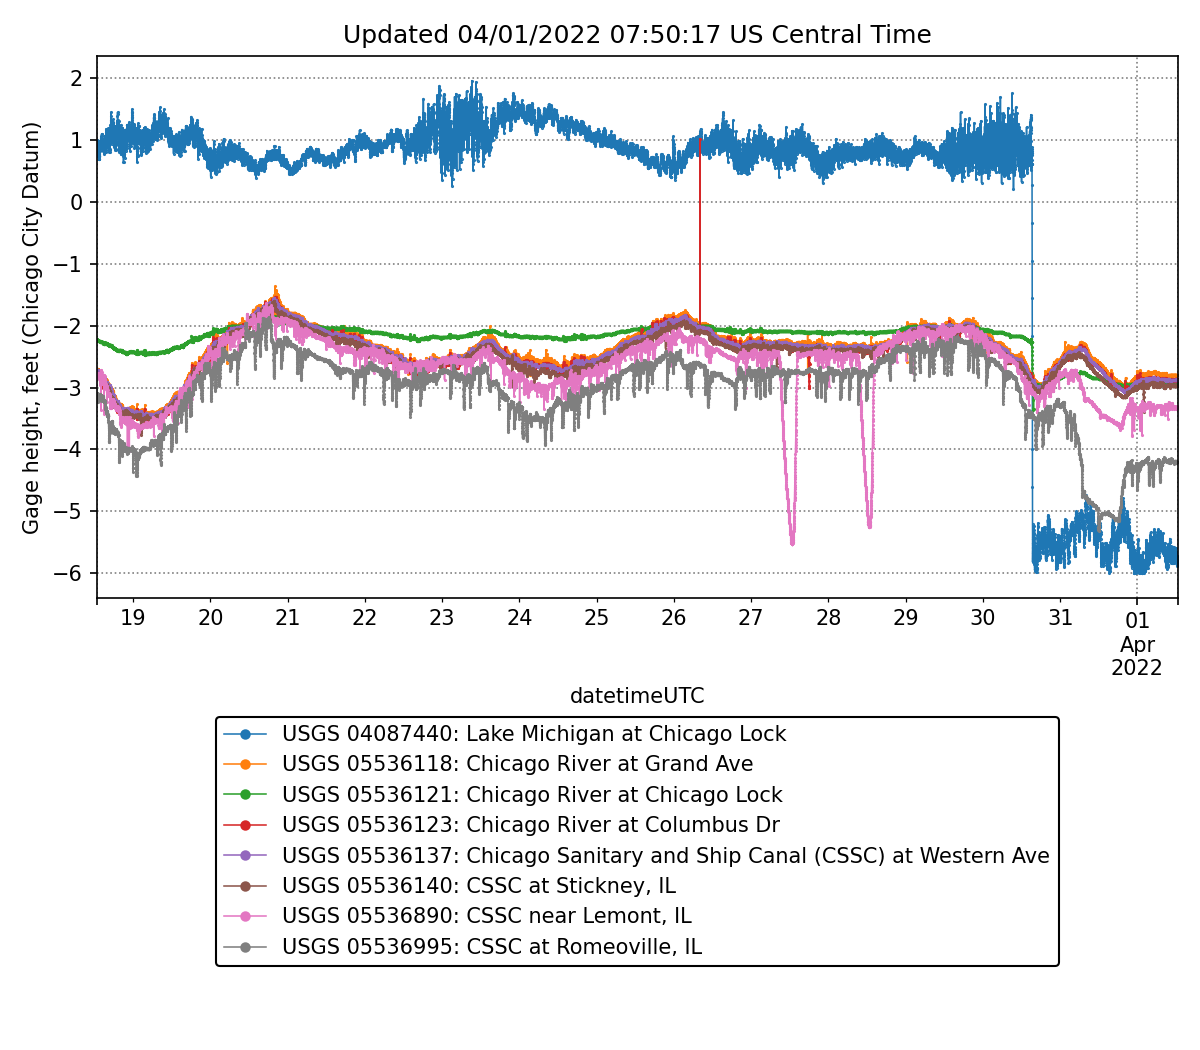 Updated 04/01/2022 07:50:17 US Central Time
Gage height, feet (Chicago City Datum)
2
1
0
−1
−2
−3
−4
−5
−6
19 20 21 22 23 24 25 26 27 28 29 30 31 01
Apr
2022
datetimeUTC
USGS 04087440: Lake Michigan at Chicago Lock
USGS 05536118: Chicago River at Grand Ave
USGS 05536121: Chicago River at Chicago Lock
USGS 05536123: Chicago River at Columbus Dr
USGS 05536137: Chicago Sanitary and Ship Canal (CSSC) at Western Ave
USGS 05536140: CSSC at Stickney, IL
USGS 05536890: CSSC near Lemont, IL
USGS 05536995: CSSC at Romeoville, IL